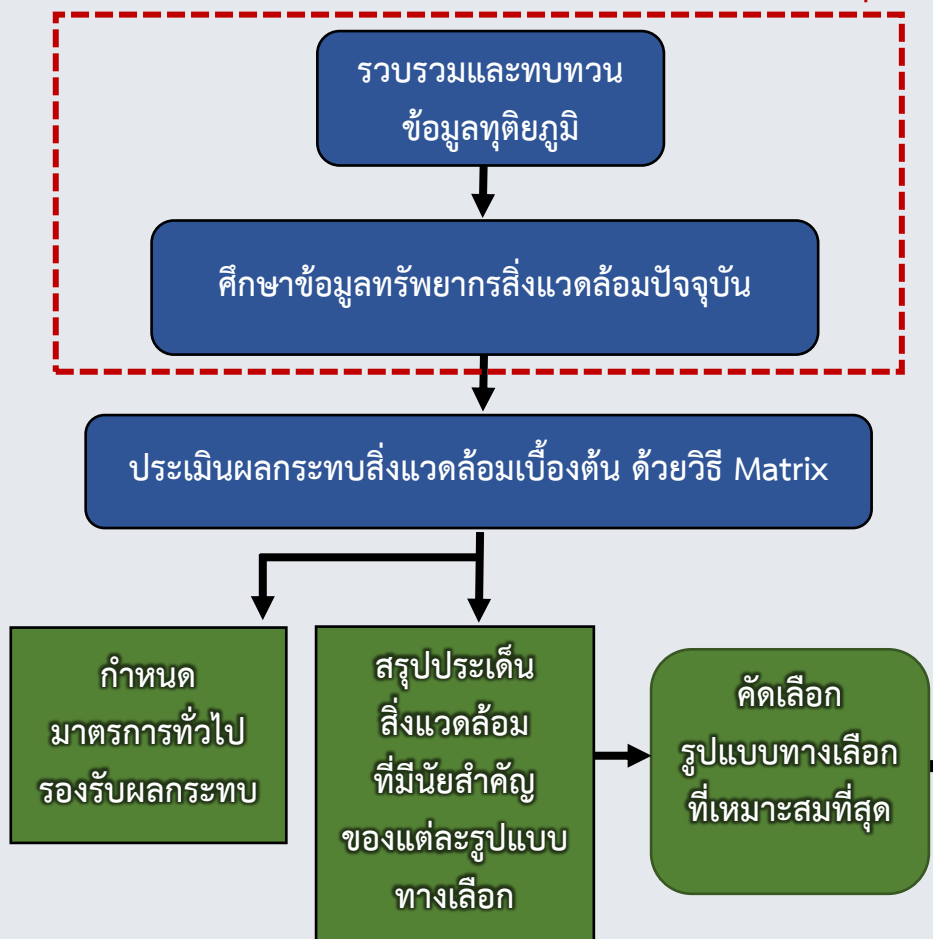 รวบรวมและทบทวน
ข้อมูลทุติยภูมิ
ศึกษาข้อมูลทรัพยากรสิ่งแวดล้อมปัจจุบัน
ประเมินผลกระทบสิ่งแวดล้อมเบื้องต้น ด้วยวิธี Matrix
กำหนด
มาตรการทั่วไป
รองรับผลกระทบ
สรุปประเด็น
สิ่งแวดล้อม
ที่มีนัยสำคัญ
ของแต่ละรูปแบบ
ทางเลือก
คัดเลือก
รูปแบบทางเลือก
ที่เหมาะสมที่สุด